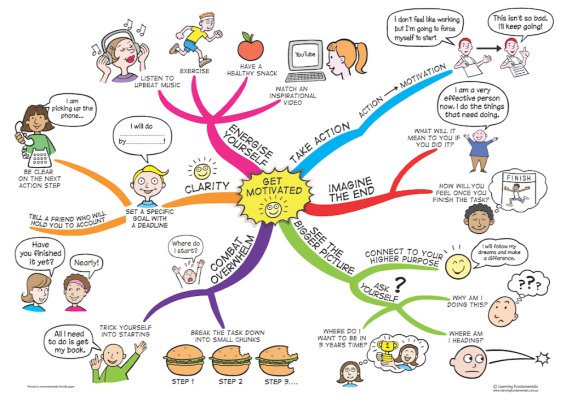 GET
MOTIVATED
TAKE ACTION
ACTION → MOTIVATION
I don't feel like working
but I'm going to force
myself to start.
This isn't so bad.
I'll keep going!
IMAGINE
THE END
WHAT WILL IT
MEAN TO YOU IF
YOU DID IT?
I am a very
effective person
now. I do the things
that need doing.
HOW WILL YOU
FEEL ONCE YOU
FINISH THE TASK?
FINISH
SEE THE
BIGGER PICTURE
CONNECT TO YOUR
HIGHER PURPOSE
I will follow my
dreams and make a
difference.
ASK
YOURSELF
?
WHY AM I
DOING THIS?
???
WHERE AM
I HEADING?
WHERE DO I
WANT TO BE IN
3 YEARS TIME?
COMBAT
OVERWHELM
Where do
I start?
BREAK THE TASK DOWN
INTO SMALL CHUNKS
STEP 1
STEP 2
STEP 3....
TRICK YOURSELF
INTO STARTING
All I need to
do is get
my book.
CLARITY
SET A SPECIFIC
GOAL WITH
A DEADLINE
I will do
by
!
BE CLEAR
ON THE NEXT
ACTION STEP
I am
picking up the
phone...
TELL A FRIEND WHO WILL
HOLD YOU TO ACCOUNT
Have you
finished
it yet?
Nearly!
ENERGISE
YOURSELF
LISTEN TO
UPBEAT MUSIC
EXERCISE
HAVE A
HEALTHY SNACK
WATCH AN
INSPIRATIONAL
VIDEO
YouTube
Printed on environmentally friendly paper
© Learning Fundamentals
www.learningfundamentals.com.au